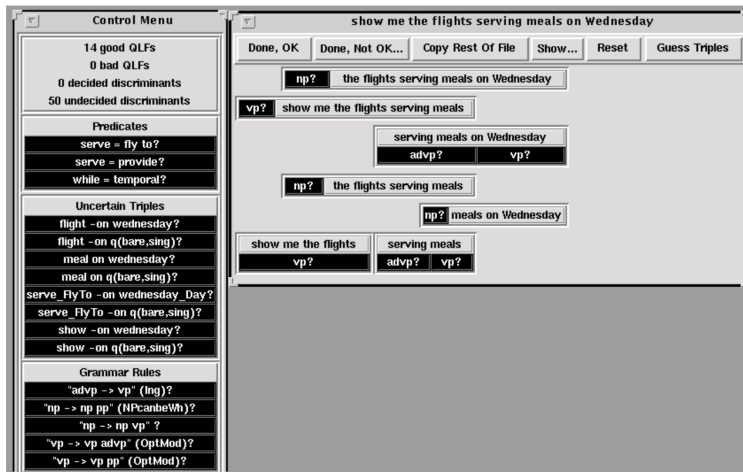 Control Menu
14 good QLFs
0 bad QLFs
0 decided discriminants
50 undecided discriminants
Predicates
serve = fly to?
serve = provide?
while = temporal?
Uncertain Triples
flight -on wednesday?
flight -on q(bare,sing)?
meal on wednesday?
meal on q(bare,sing)?
serve_FlyTo -on wednesday_Day?
serve_FlyTo -on q(bare,sing)?
show -on wednesday?
show -on q(bare,sing)?
Grammar Rules
"advp -> vp" (Ing)?
"np -> np pp" (NPcanbeWh)?
"np -> np vp" ?
"vp -> vp advp" (OptMod)?
"vp -> vp pp" (OptMod)?
show me the flights serving meals on Wednesday
Done, OK Done, Not OK... Copy Rest Of File Show... Reset Guess Triples
np? the flights serving meals on Wednesday
vp? show me the flights serving meals
serving meals on Wednesday
advp? vp?
np? the flights serving meals
np? meals on Wednesday
show me the flights serving meals
vp? advp? vp?